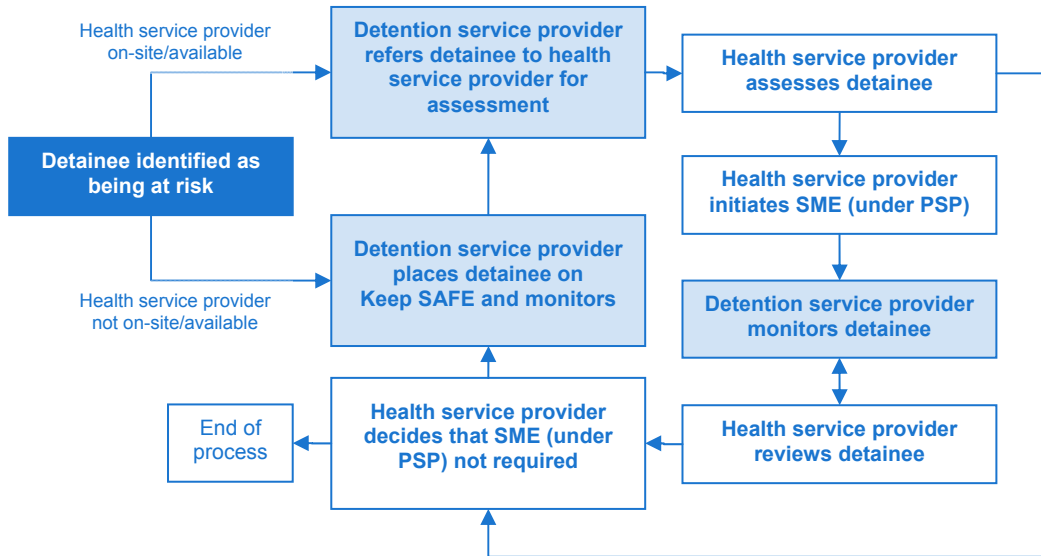 Health service provider
on-site/available
Detention service provider
refers detainee to health
service provider for
assessment
Health service provider
assesses detainee
Detainee identified as
being at risk
Health service provider
initiates SME (under PSP)
Detention service provider
places detainee on
Keep SAFE and monitors
Health service provider
not on-site/available
Detention service provider
monitors detainee
End of
process
Health service provider
decides that SME (under
PSP) not required
Health service provider
reviews detainee